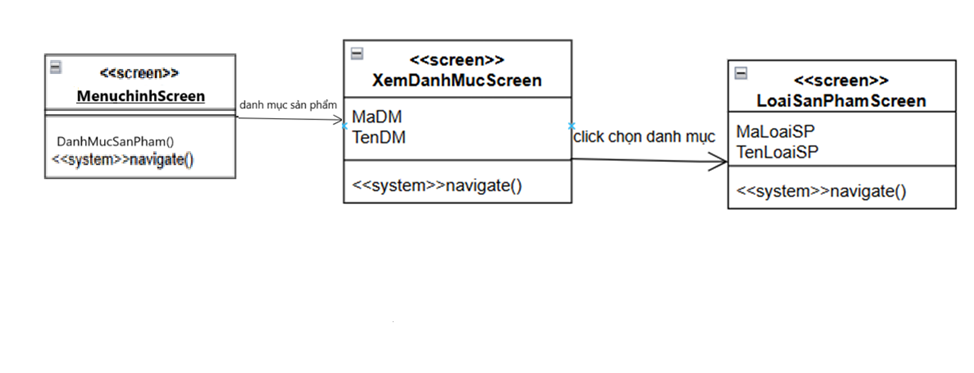 <<screen>>
MenuchinhScreen
DanhMucSanPham()
<<system>>navigate()
danh mục sản phẩm
<<screen>>
XemDanhMucScreen
MaDM
TenDM
<<system>>navigate()
click chọn danh mục
<<screen>>
LoaiSanPhamScreen
MaLoaiSP
TenLoaiSP
<<system>>navigate()